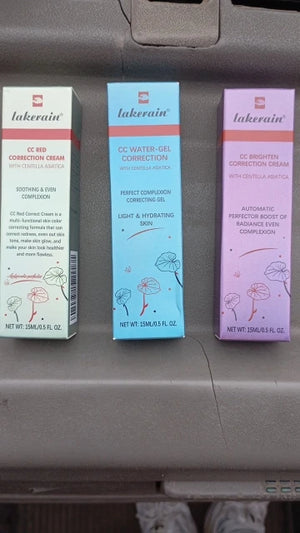 lakerain®
CC RED
CORRECTION CREAM
WITH CENTELLA ASIATICA
SOOTHING & EVEN
COMPLEXION
CC Red Correct Cream is a
multi-functional skin color
correcting formula that can
correct redness, even out skin
tone, make skin glow, and
make your skin look healthier
and more flawless.
NET WT: 15ML/0.5 FL. OZ.
lakerain®
CC WATER-GEL
CORRECTION
WITH CENTELLA ASIATICA
PERFECT COMPLEXION
CORRECTING GEL
LIGHT & HYDRATING
SKIN
NET WT: 15ML/0.5 FL. OZ.
lakerain®
CC BRIGHTEN
CORRECTION CREAM
WITH CENTELLA ASIATICA
AUTOMATIC
PERFECTOR BOOST OF
RADIANCE EVEN
COMPLEXION
NET WT: 15ML/0.5 FL. OZ.